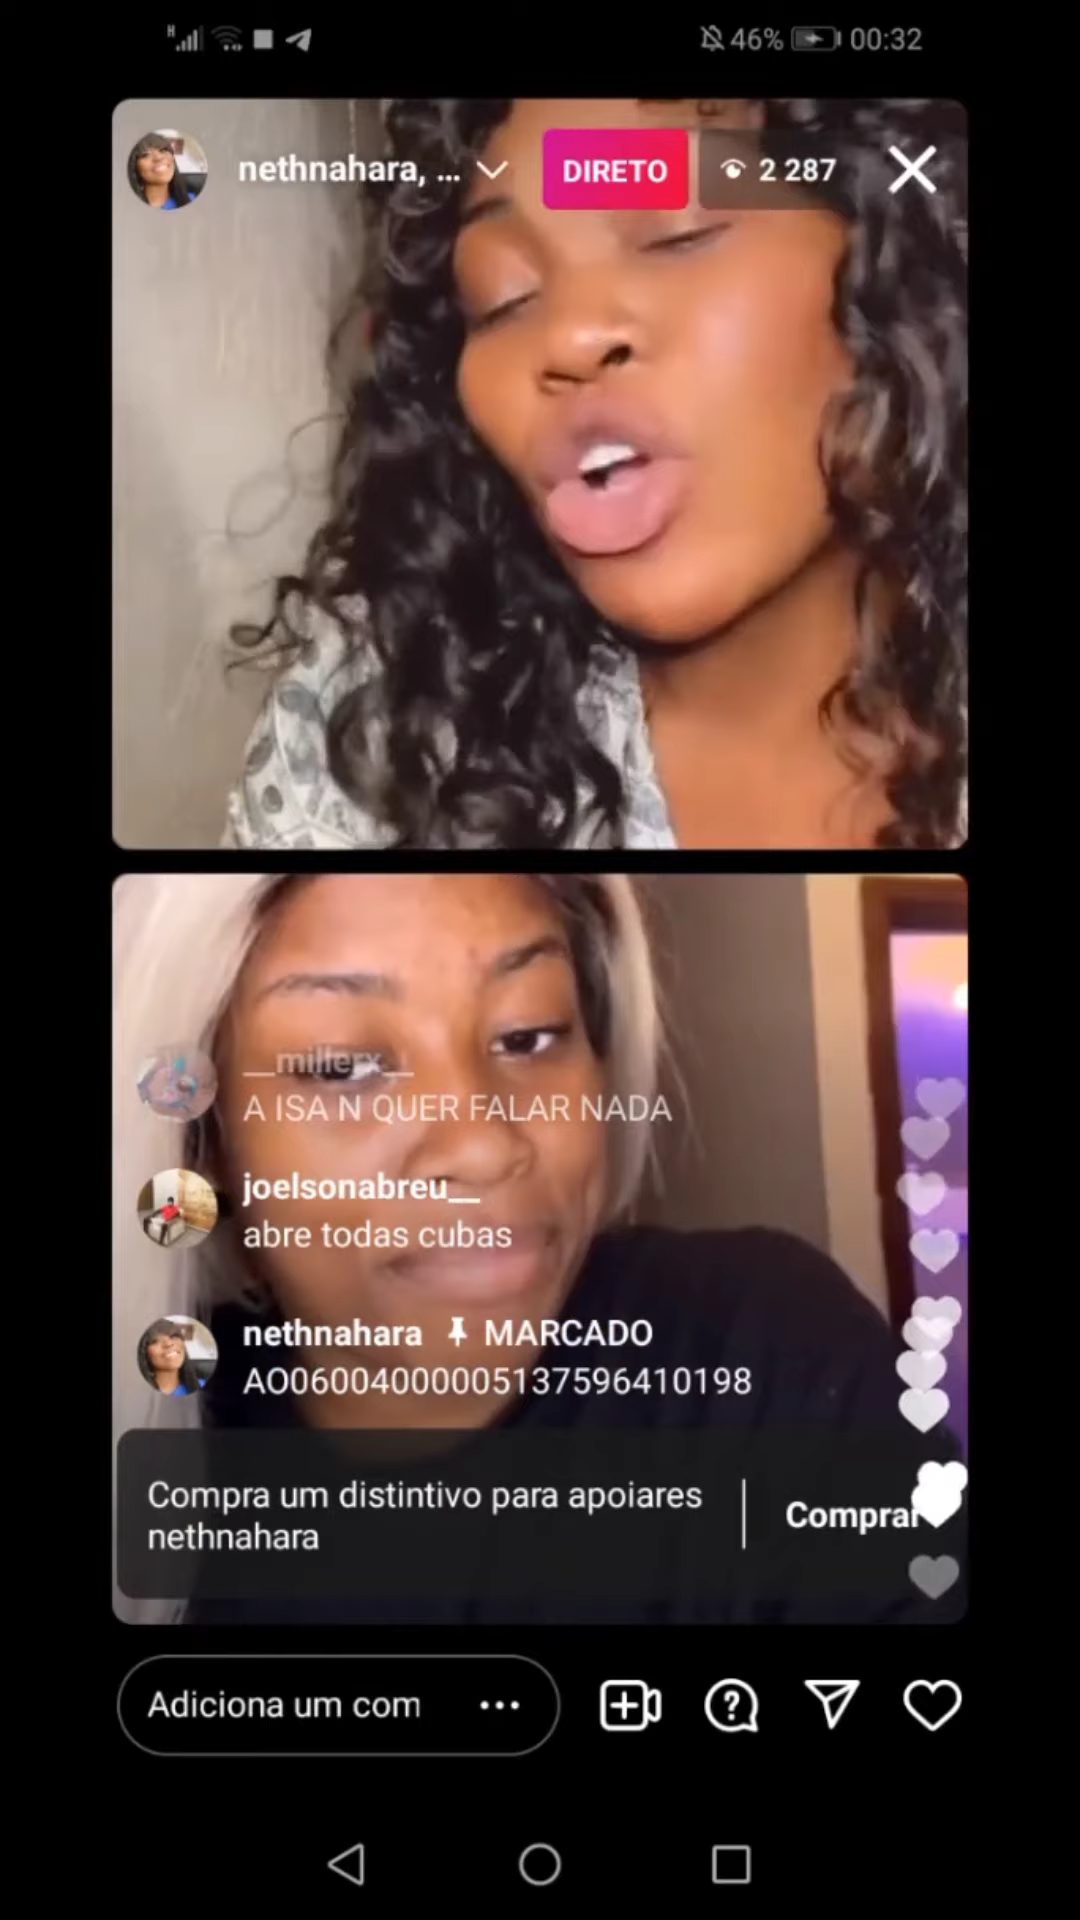 H 46% 00:32
nethnahara, ... DIRETO 2 287
__millerx__
A ISA N QUER FALAR NADA
joelsonabreu__
abre todas cubas
nethnahara MARCADO
AO06004000005137596410198
Compra um distintivo para apoiares
nethnahara
Comprar
Adiciona um com